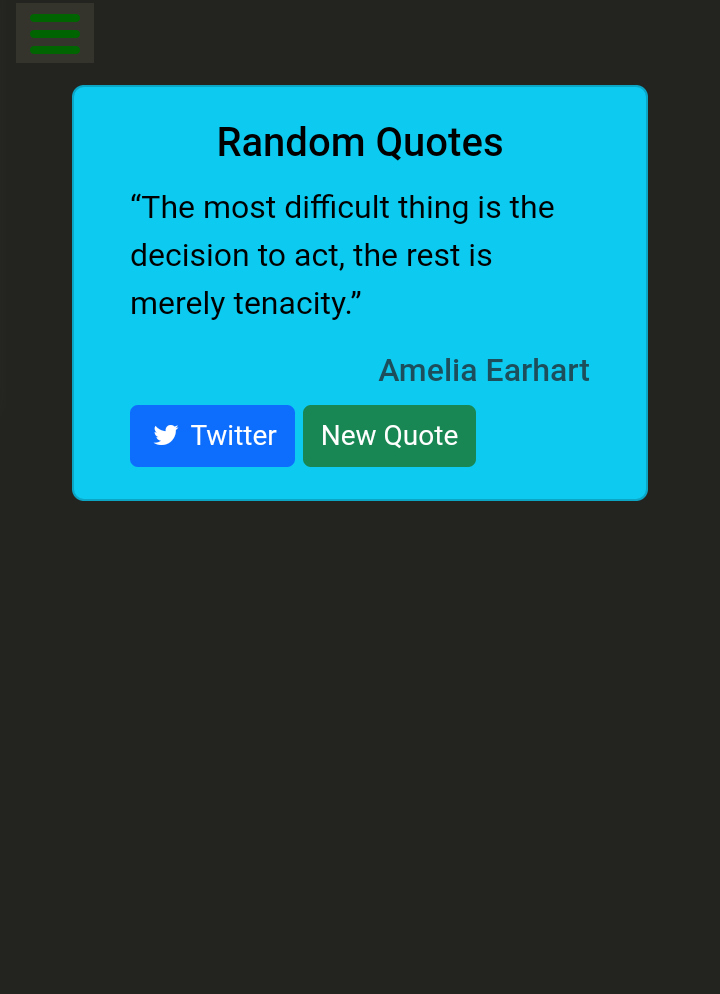 Random Quotes
“The most difficult thing is the
decision to act, the rest is
merely tenacity.”
Amelia Earhart
Twitter
New Quote